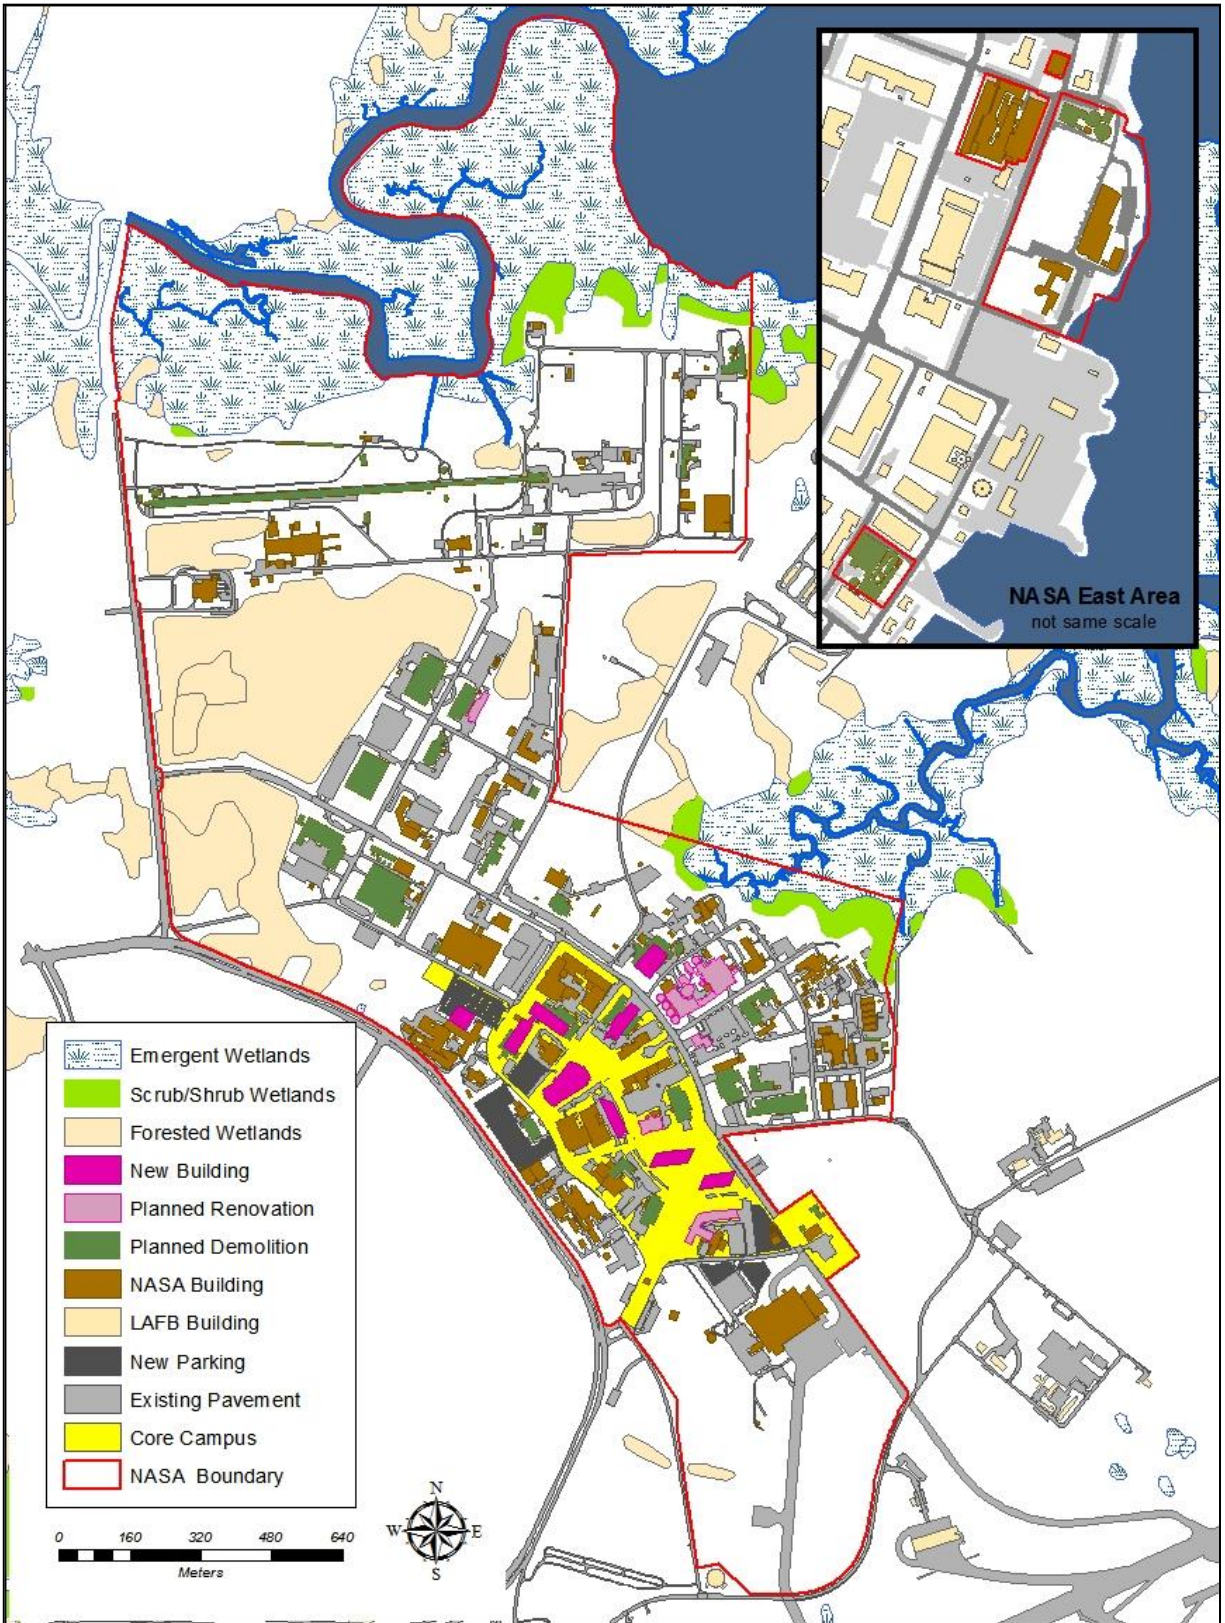 NASA East Area
not same scale
Emergent Wetlands
Scrub/Shrub Wetlands
Forested Wetlands
New Building
Planned Renovation
Planned Demolition
NASA Building
LAFB Building
New Parking
Existing Pavement
Core Campus
NASA Boundary
N
W E
S
0 160 320 480 640
Meters